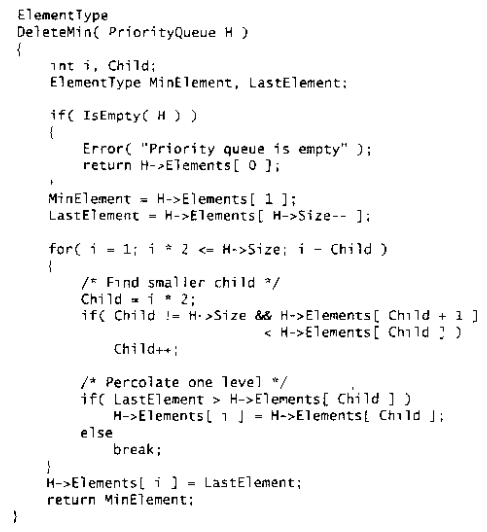 ElementType
DeleteMin( PriorityQueue H )
{
    int i, Child;
    ElementType MinElement, LastElement;

    if( IsEmpty( H ) )
    {
        Error( "Priority queue is empty" );
        return H->Elements[ 0 ];
    }
    MinElement = H->Elements[ 1 ];
    LastElement = H->Elements[ H->Size-- ];

    for( i = 1; i * 2 <= H->Size; i = Child )
    {
        /* Find smaller child */
        Child = i * 2;
        if( Child != H->Size && H->Elements[ Child + 1 ]
                              < H->Elements[ Child ] )
            Child++;

        /* Percolate one level */
        if( LastElement > H->Elements[ Child ] )
            H->Elements[ i ] = H->Elements[ Child ];
        else
            break;
    }
    H->Elements[ i ] = LastElement;
    return MinElement;
}